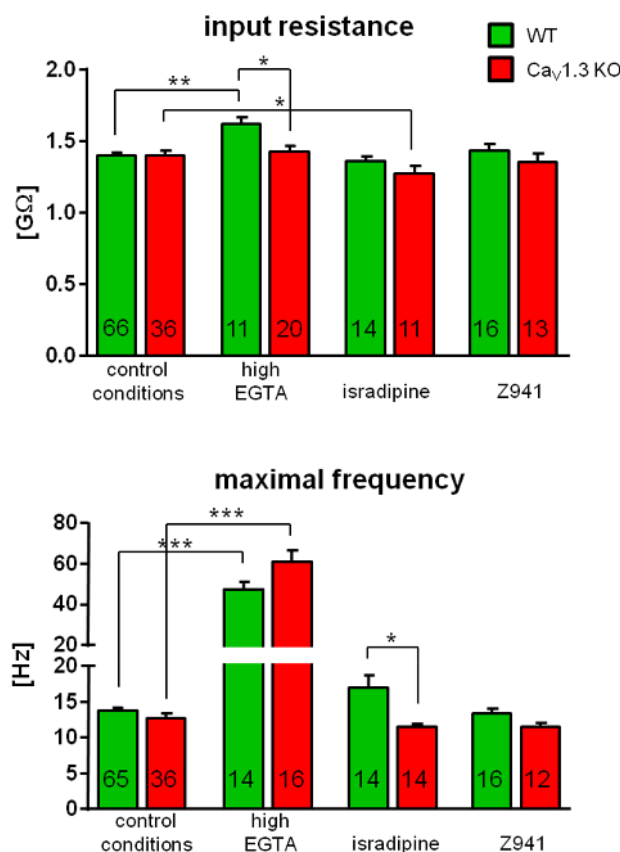 input resistance
WT
Cav1.3 KO
[GΩ]
2.0
1.5
1.0
0.5
0.0
**
*
*
66 36 11 20 14 11 16 13
control conditions
high EGTA
isradipine
Z941
maximal frequency
[Hz]
80
60
40
20
20
15
10
5
0
***
***
*
65 36 14 16 14 14 16 12
control conditions
high EGTA
isradipine
Z941